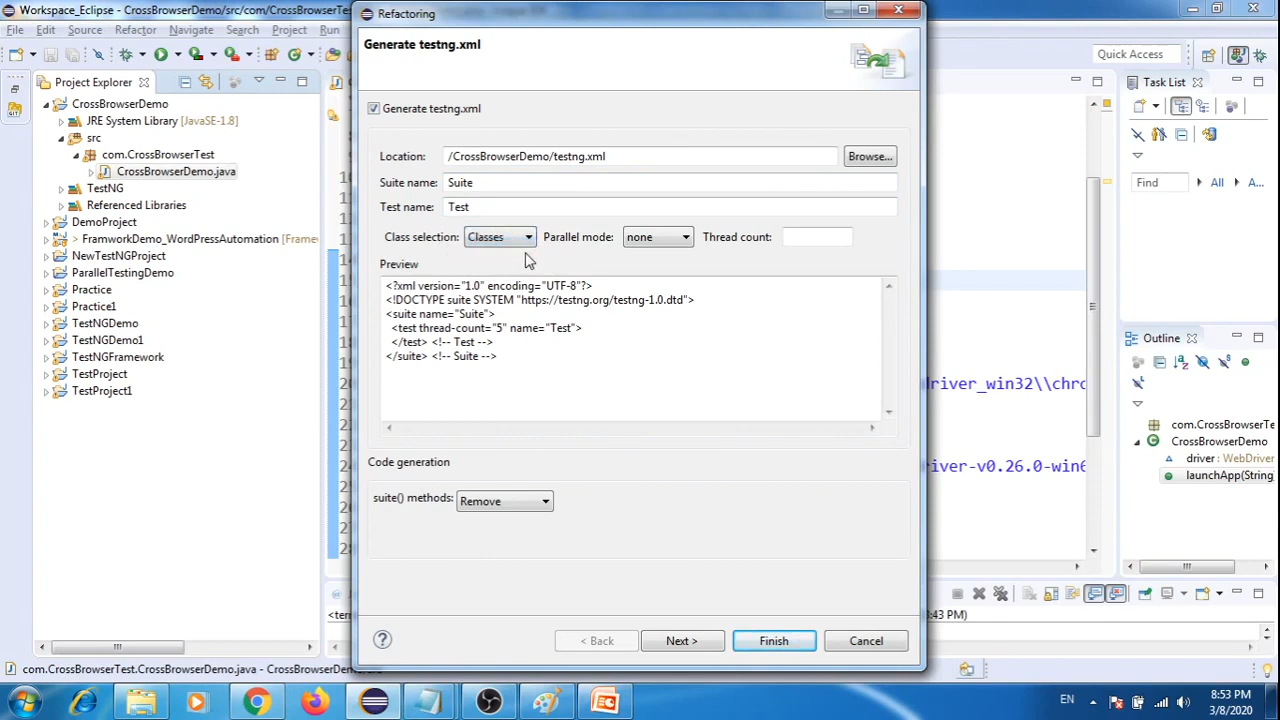 Workspace_Eclipse - CrossBrowserDemo/src/com/CrossBrowserTest
Refactoring
File Edit Source Refactor Navigate Search Project Run
Generate testng.xml
Quick Access
Project Explorer
Task List
CrossBrowserDemo
Generate testng.xml
JRE System Library [JavaSE-1.8]
src
com.CrossBrowserTest
Location: /CrossBrowserDemo/testng.xml Browse...
CrossBrowserDemo.java
Suite name: Suite
Find All A...
TestNG
Referenced Libraries
Test name: Test
DemoProject
> FramworkDemo_WordPressAutomation [Frame
Class selection: Classes Parallel mode: none Thread count:
NewTestNGProject
Preview
ParallelTestingDemo
<?xml version="1.0" encoding="UTF-8"?>
Practice
<!DOCTYPE suite SYSTEM "https://testng.org/testng-1.0.dtd">
Practice1
<suite name="Suite">
TestNGDemo
<test thread-count="5" name="Test">
TestNGDemo1
</test> <!-- Test -->
Outline
TestNGFramework
</suite> <!-- Suite -->
TestProject
TestProject1
driver_win32\\chro
com.CrossBrowserTe
CrossBrowserDemo
driver : WebDriver
Code generation
iver-v0.26.0-win6
launchApp(String
suite() methods: Remove
<ter
:43 PM)
< Back Next > Finish Cancel
com.CrossBrowserTest.CrossBrowserDemo.java - CrossBrowserDemo/src
EN
8:53 PM
3/8/2020